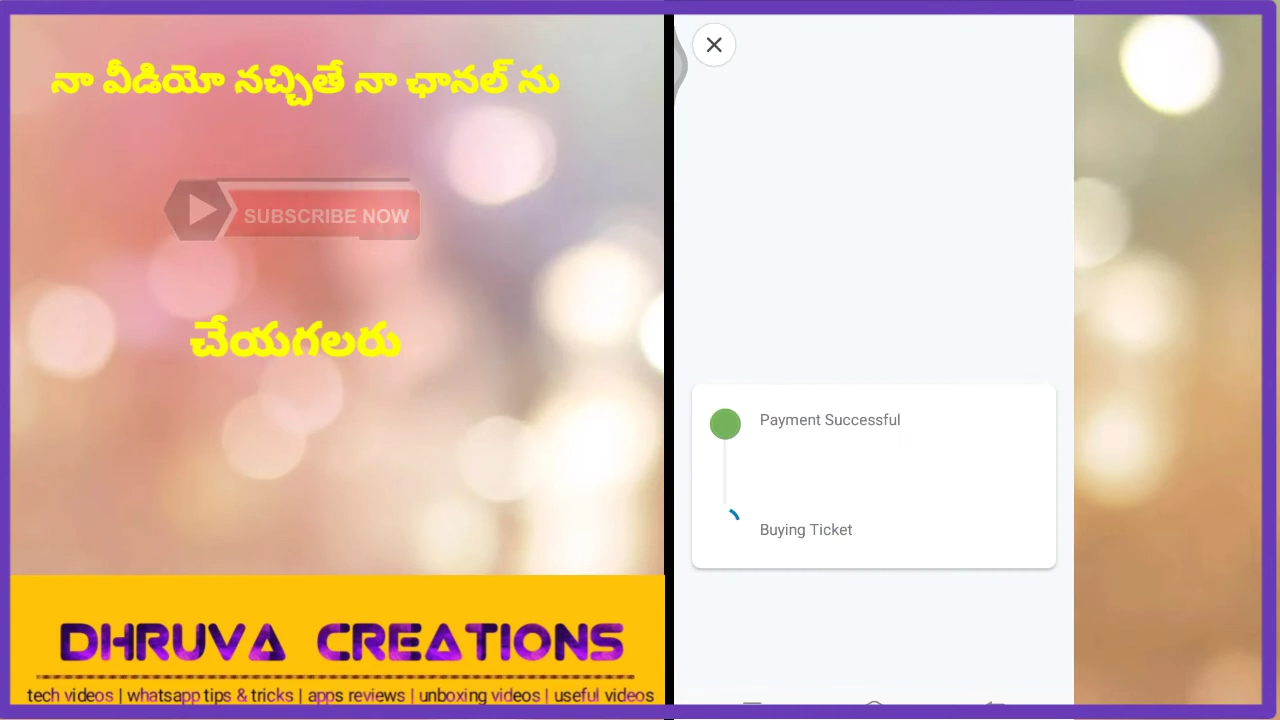 నా వీడియో నచ్చితే నా ఛానల్ ను
SUBSCRIBE NOW
చేయగలరు
DHRUVA CREATIONS
tech videos | whatsapp tips & tricks | apps reviews | unboxing videos | useful videos
Payment Successful
Buying Ticket